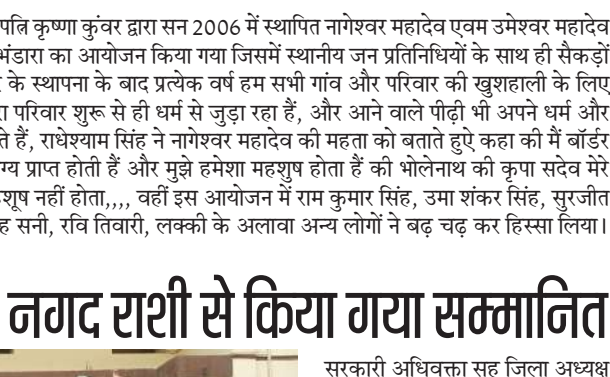 पत्नि कृष्णा कुंवर द्वारा सन 2006 में स्थापित नागेश्वर महादेव एवम उमेश्वर महादेव
भंडारा का आयोजन किया गया जिसमें स्थानीय जन प्रतिनिधियों के साथ ही सैकड़ों
के स्थापना के बाद प्रत्येक वर्ष हम सभी गांव और परिवार की खुशहाली के लिए
परिवार शुरू से ही धर्म से जुड़ा रहा हैं, और आने वाले पीढ़ी भी अपने धर्म और
हैं, राधेश्याम सिंह ने नागेश्वर महादेव की महता को बताते हुऐ कहा की मैं बॉर्डर
प्राप्त होती हैं और मुझे हमेशा महशुष होता हैं की भोलेनाथ की कृपा सदेव मेरे
नहीं होता,,,, वहीं इस आयोजन में राम कुमार सिंह, उमा शंकर सिंह, सुरजीत
सनी, रवि तिवारी, लक्की के अलावा अन्य लोगों ने बढ़ चढ़ कर हिस्सा लिया।
नगद राशी से किया गया सम्मानित
सरकारी अधिवक्ता सह जिला अध्यक्ष